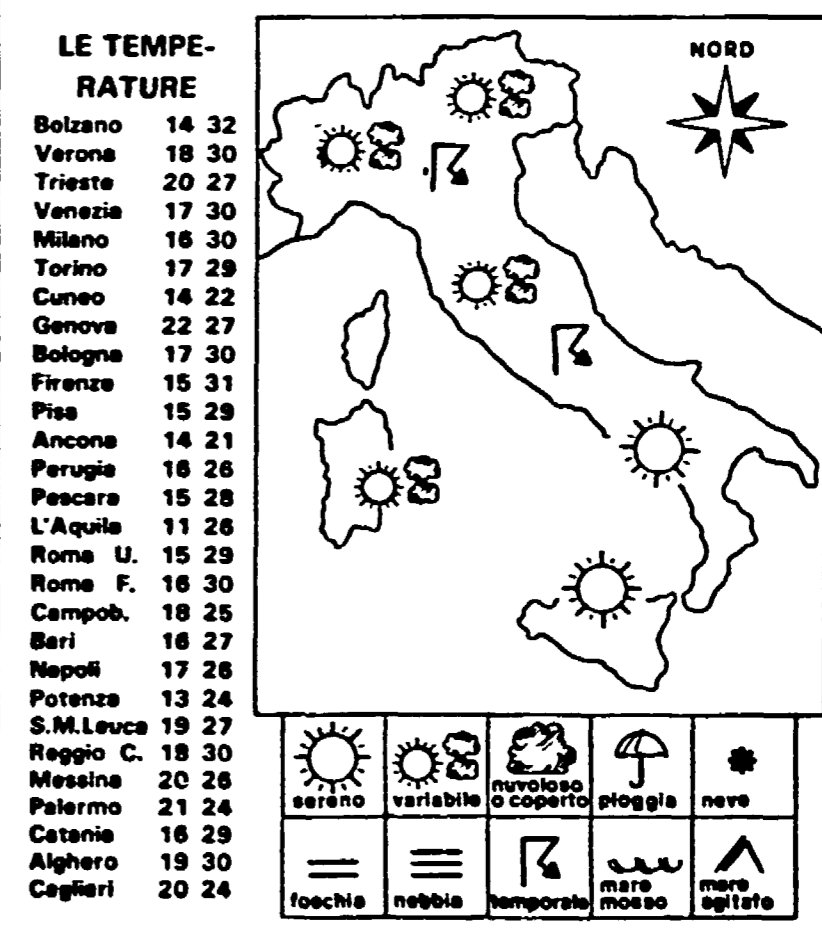 LE TEMPE-
RATURE
Bolzano 14 32
Verona 18 30
Trieste 20 27
Venezia 17 30
Milano 16 30
Torino 17 29
Cuneo 14 22
Genova 22 27
Bologna 17 30
Firenze 15 31
Pisa 15 29
Ancona 14 21
Perugia 16 26
Pescara 15 28
L'Aquila 11 26
Roma U. 15 29
Roma F. 16 30
Campob. 18 25
Bari 16 27
Napoli 17 26
Potenza 13 24
S.M.Leuca 19 27
Reggio C. 18 30
Messina 20 26
Palermo 21 24
Catania 16 29
Alghero 19 30
Cagliari 20 24
NORD
sereno
variabile
nuvoloso
o coperto
pioggia
neve
foschia
nebbia
temporale
mare
mosso
mare
agitato